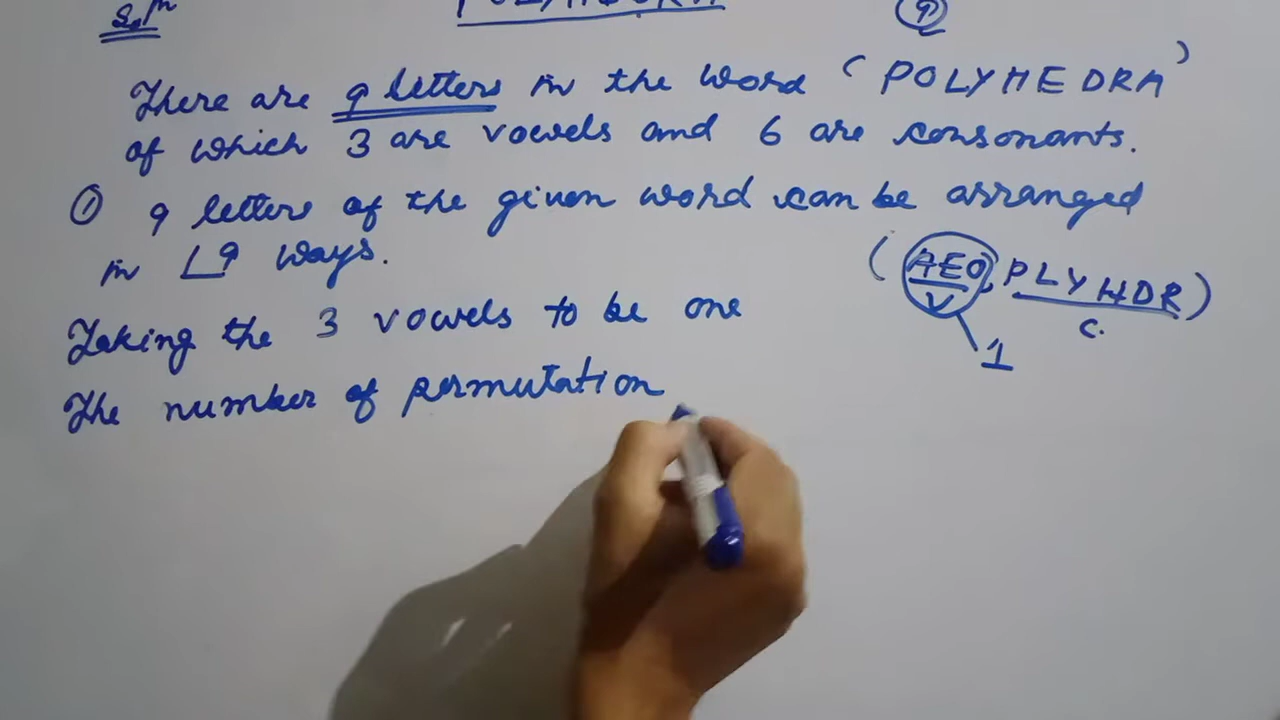 Solⁿ
(9)
There are 9 letters in the word (POLYHEDRA)
of which 3 are vowels and 6 are consonants.
① 9 letters of the given word can be arranged
in ∟9 ways.
(AEO, PLYHDR)
V
C.
1
Taking the 3 vowels to be one
The number of permutation